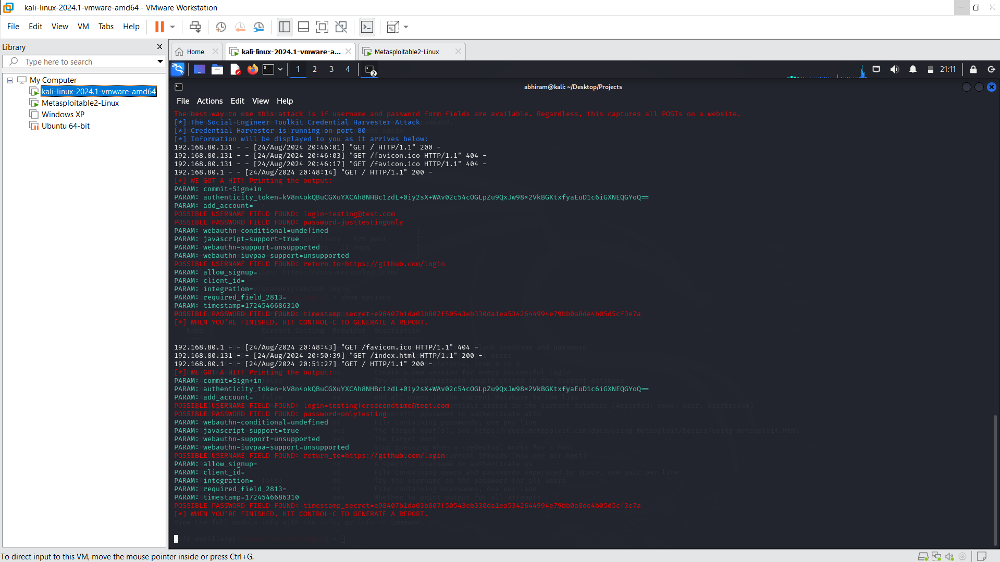 kali-linux-2024.1-vmware-amd64 - VMware Workstation
File Edit View VM Tabs Help
Library
Type here to search
My Computer
kali-linux-2024.1-vmware-amd64
Metasploitable2-Linux
Windows XP
Ubuntu 64-bit
Home kali-linux-2024.1-vmware-a... Metasploitable2-Linux
1 2 3 4 2 21:11
abhiram@kali: ~/Desktop/Projects
File Actions Edit View Help
The best way to use this attack is if username and password form fields are available. Regardless, this captures all POSTs on a website.
[*] The Social-Engineer Toolkit Credential Harvester Attack
[*] Credential Harvester is running on port 80
[*] Information will be displayed to you as it arrives below:
192.168.80.131 - - [24/Aug/2024 20:46:01] "GET / HTTP/1.1" 200 -
192.168.80.131 - - [24/Aug/2024 20:46:03] "GET /favicon.ico HTTP/1.1" 404 -
192.168.80.131 - - [24/Aug/2024 20:46:17] "GET /favicon.ico HTTP/1.1" 404 -
192.168.80.1 - - [24/Aug/2024 20:48:14] "GET / HTTP/1.1" 200 -
[*] WE GOT A HIT! Printing the output:
PARAM: commit=Sign+in
PARAM: authenticity_token=kV8n4okQBuCGXuYXCAh8NHBc1zdL+0iy2sX+WAv02c54cOGLpZu9QxJw98×2VkBGKtxfyaEuD1c6iGXNEQGYoQ==
PARAM: add_account=
POSSIBLE USERNAME FIELD FOUND: login=testing@test.com
POSSIBLE PASSWORD FIELD FOUND: password=justtestingonly
PARAM: webauthn-conditional=undefined
PARAM: javascript-support=true
PARAM: webauthn-support=unsupported
PARAM: webauthn-iuvpaa-support=unsupported
POSSIBLE USERNAME FIELD FOUND: return_to=https://github.com/login
PARAM: allow_signup=
PARAM: client_id=
PARAM: integration=
PARAM: required_field_2813=
PARAM: timestamp=1724546686310
POSSIBLE PASSWORD FIELD FOUND: timestamp_secret=e98407b1da03b807f50543eb330da1ea5342644994e79bb0a8de4b05d5cf3e7a
[*] WHEN YOU'RE FINISHED, HIT CONTROL-C TO GENERATE A REPORT.
192.168.80.1 - - [24/Aug/2024 20:48:43] "GET /favicon.ico HTTP/1.1" 404 -
192.168.80.131 - - [24/Aug/2024 20:50:39] "GET /index.html HTTP/1.1" 200 -
192.168.80.1 - - [24/Aug/2024 20:51:27] "GET / HTTP/1.1" 200 -
[*] WE GOT A HIT! Printing the output:
PARAM: commit=Sign+in
PARAM: authenticity_token=kV8n4okQBuCGXuYXCAh8NHBc1zdL+0iy2sX+WAv02c54cOGLpZu9QxJw98×2VkBGKtxfyaEuD1c6iGXNEQGYoQ==
PARAM: add_account=
POSSIBLE USERNAME FIELD FOUND: login=testingforsecondtime@test.com
POSSIBLE PASSWORD FIELD FOUND: password=onlytesting
PARAM: webauthn-conditional=undefined
PARAM: javascript-support=true
PARAM: webauthn-support=unsupported
PARAM: webauthn-iuvpaa-support=unsupported
POSSIBLE USERNAME FIELD FOUND: return_to=https://github.com/login
PARAM: allow_signup=
PARAM: client_id=
PARAM: integration=
PARAM: required_field_2813=
PARAM: timestamp=1724546686310
POSSIBLE PASSWORD FIELD FOUND: timestamp_secret=e98407b1da03b807f50543eb330da1ea5342644994e79bb0a8de4b05d5cf3e7a
[*] WHEN YOU'RE FINISHED, HIT CONTROL-C TO GENERATE A REPORT.
To direct input to this VM, move the mouse pointer inside or press Ctrl+G.